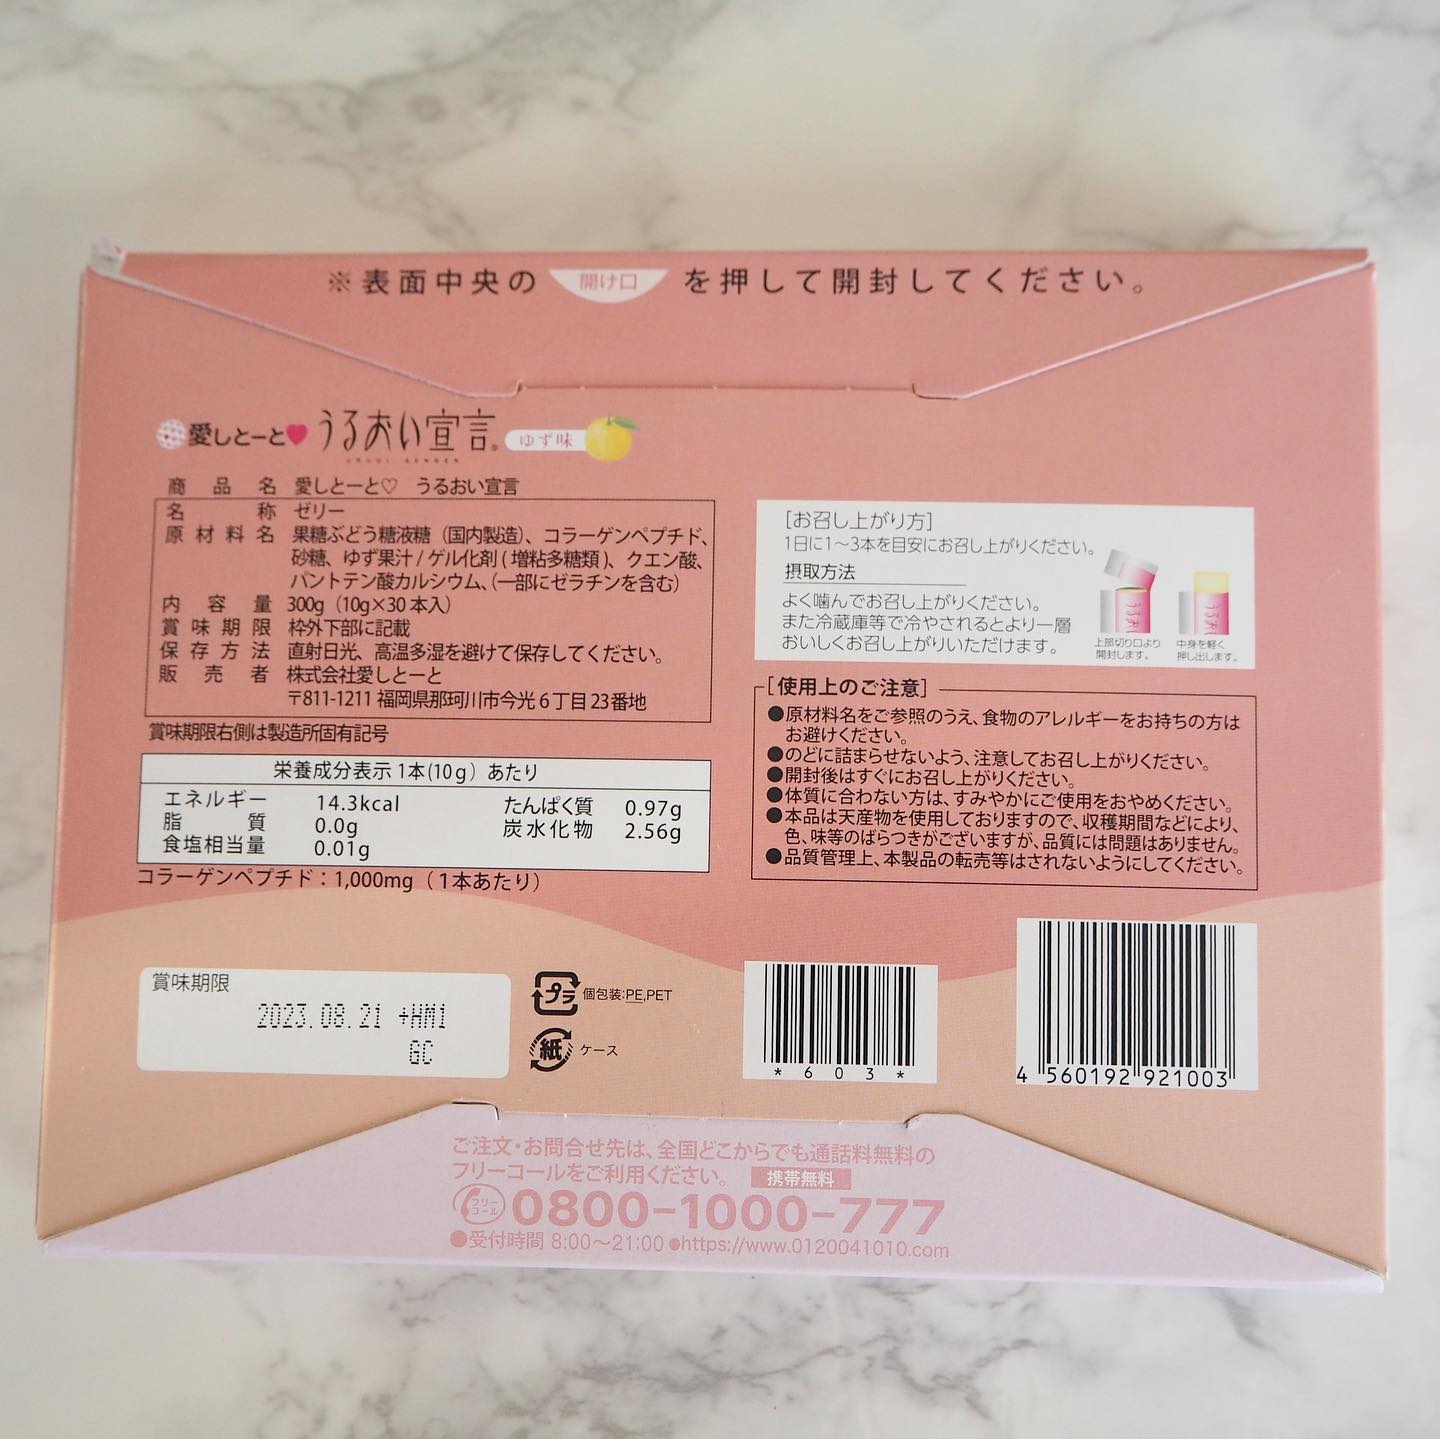 ※表面中央の 開け口 を押して開封してください。
愛しとーと♥ うるおい宣言® ゆず味
URUOI SENGEN
商品名 愛しとーと♡ うるおい宣言
名称 ゼリー
原材料名 果糖ぶどう糖液糖（国内製造）、コラーゲンペプチド、
砂糖、ゆず果汁/ゲル化剤(増粘多糖類)、クエン酸、
パントテン酸カルシウム、(一部にゼラチンを含む)
内容量 300g（10g×30本入）
賞味期限 枠外下部に記載
保存方法 直射日光、高温多湿を避けて保存してください。
販売者 株式会社愛しとーと
〒811-1211 福岡県那珂川市今光6丁目23番地
賞味期限右側は製造所固有記号
栄養成分表示 1本(10g）あたり
エネルギー 14.3kcal たんぱく質 0.97g
脂質 0.0g 炭水化物 2.56g
食塩相当量 0.01g
コラーゲンペプチド：1,000mg（1本あたり）
[お召し上がり方]
1日に1～3本を目安にお召し上がりください。
摂取方法
よく噛んでお召し上がりください。
また冷蔵庫等で冷やされるとより一層
おいしくお召し上がりいただけます。
うるおい
上部切り口より
開封します。
うるおい
中身を軽く
押し出します。
[使用上のご注意]
●原材料名をご参照のうえ、食物のアレルギーをお持ちの方は
お避けください。
●のどに詰まらせないよう、注意してお召し上がりください。
●開封後はすぐにお召し上がりください。
●体質に合わない方は、すみやかにご使用をおやめください。
●本品は天産物を使用しておりますので、収穫期間などにより、
色、味等のばらつきがございますが、品質には問題はありません。
●品質管理上、本製品の転売等はされないようにしてください。
賞味期限
2023.08.21 +HM1
GC
プラ 個包装:PE,PET
紙 ケース
*603*
4 560192 921003
ご注文・お問合せ先は、全国どこからでも通話料無料の
フリーコールをご利用ください。 携帯無料
フリーコール 0800-1000-777
●受付時間 8:00～21:00 ●https://www.0120041010.com